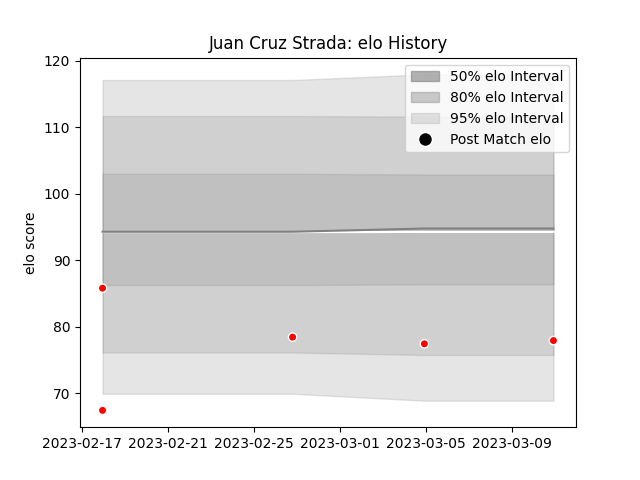 Juan Cruz Strada: elo History
120
110
100
90
80
70
elo score
50% elo Interval
80% elo Interval
95% elo Interval
Post Match elo
2023-02-17 2023-02-21 2023-02-25 2023-03-01 2023-03-05 2023-03-09